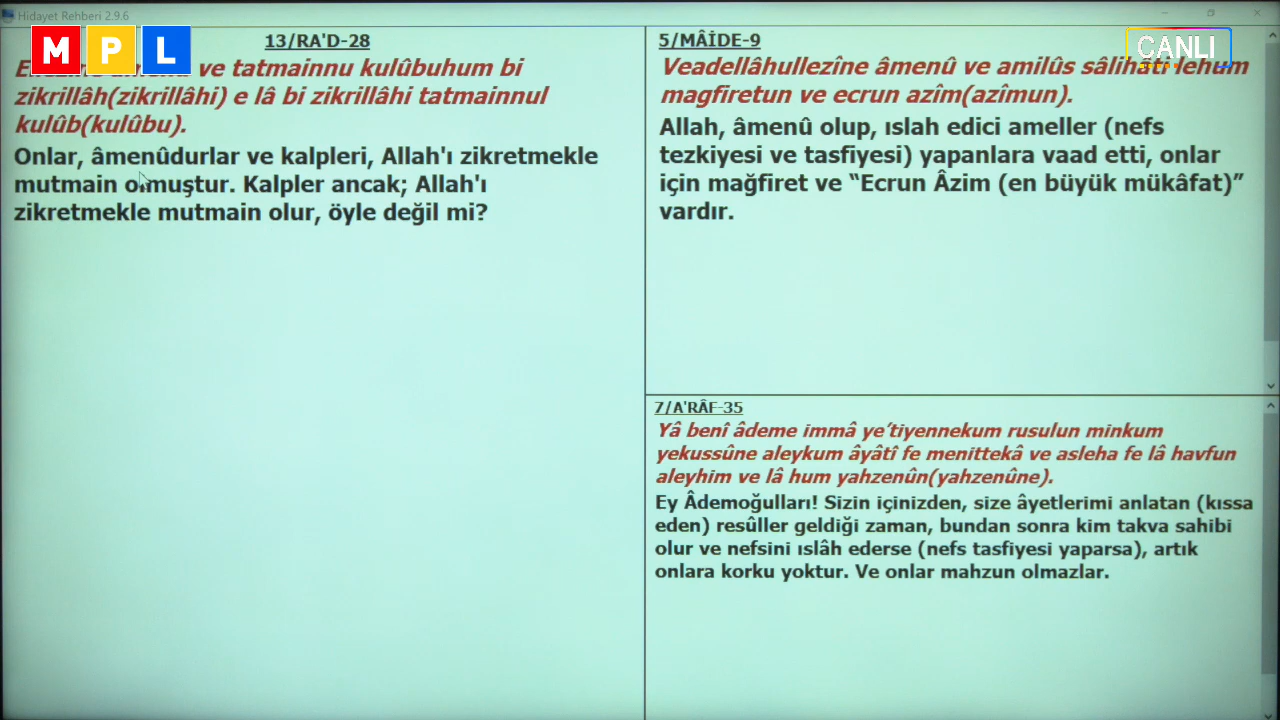 Hidayet Rehberi 2.9.6
MPL
CANLI
13/RA'D-28
ve tatmainnu kulûbuhum bi
zikrillâh(zikrillâhi) e lâ bi zikrillâhi tatmainnul
kulûb(kulûbu).
Onlar, âmenûdurlar ve kalpleri, Allah'ı zikretmekle
mutmain olmuştur. Kalpler ancak; Allah'ı
zikretmekle mutmain olur, öyle değil mi?
5/MÂİDE-9
Veadellâhullezîne âmenû ve amilûs sâlihâti lehum
magfiretun ve ecrun azîm(azîmun).
Allah, âmenû olup, ıslah edici ameller (nefs
tezkiyesi ve tasfiyesi) yapanlara vaad etti, onlar
için mağfiret ve “Ecrun Âzim (en büyük mükâfat)”
vardır.
7/A'RÂF-35
Yâ benî âdeme immâ ye’tiyennekum rusulun minkum
yekussûne aleykum âyâtî fe menittekâ ve asleha fe lâ havfun
aleyhim ve lâ hum yahzenûn(yahzenûne).
Ey Âdemoğulları! Sizin içinizden, size âyetlerimi anlatan (kıssa
eden) resûller geldiği zaman, bundan sonra kim takva sahibi
olur ve nefsini ıslâh ederse (nefs tasfiyesi yaparsa), artık
onlara korku yoktur. Ve onlar mahzun olmazlar.